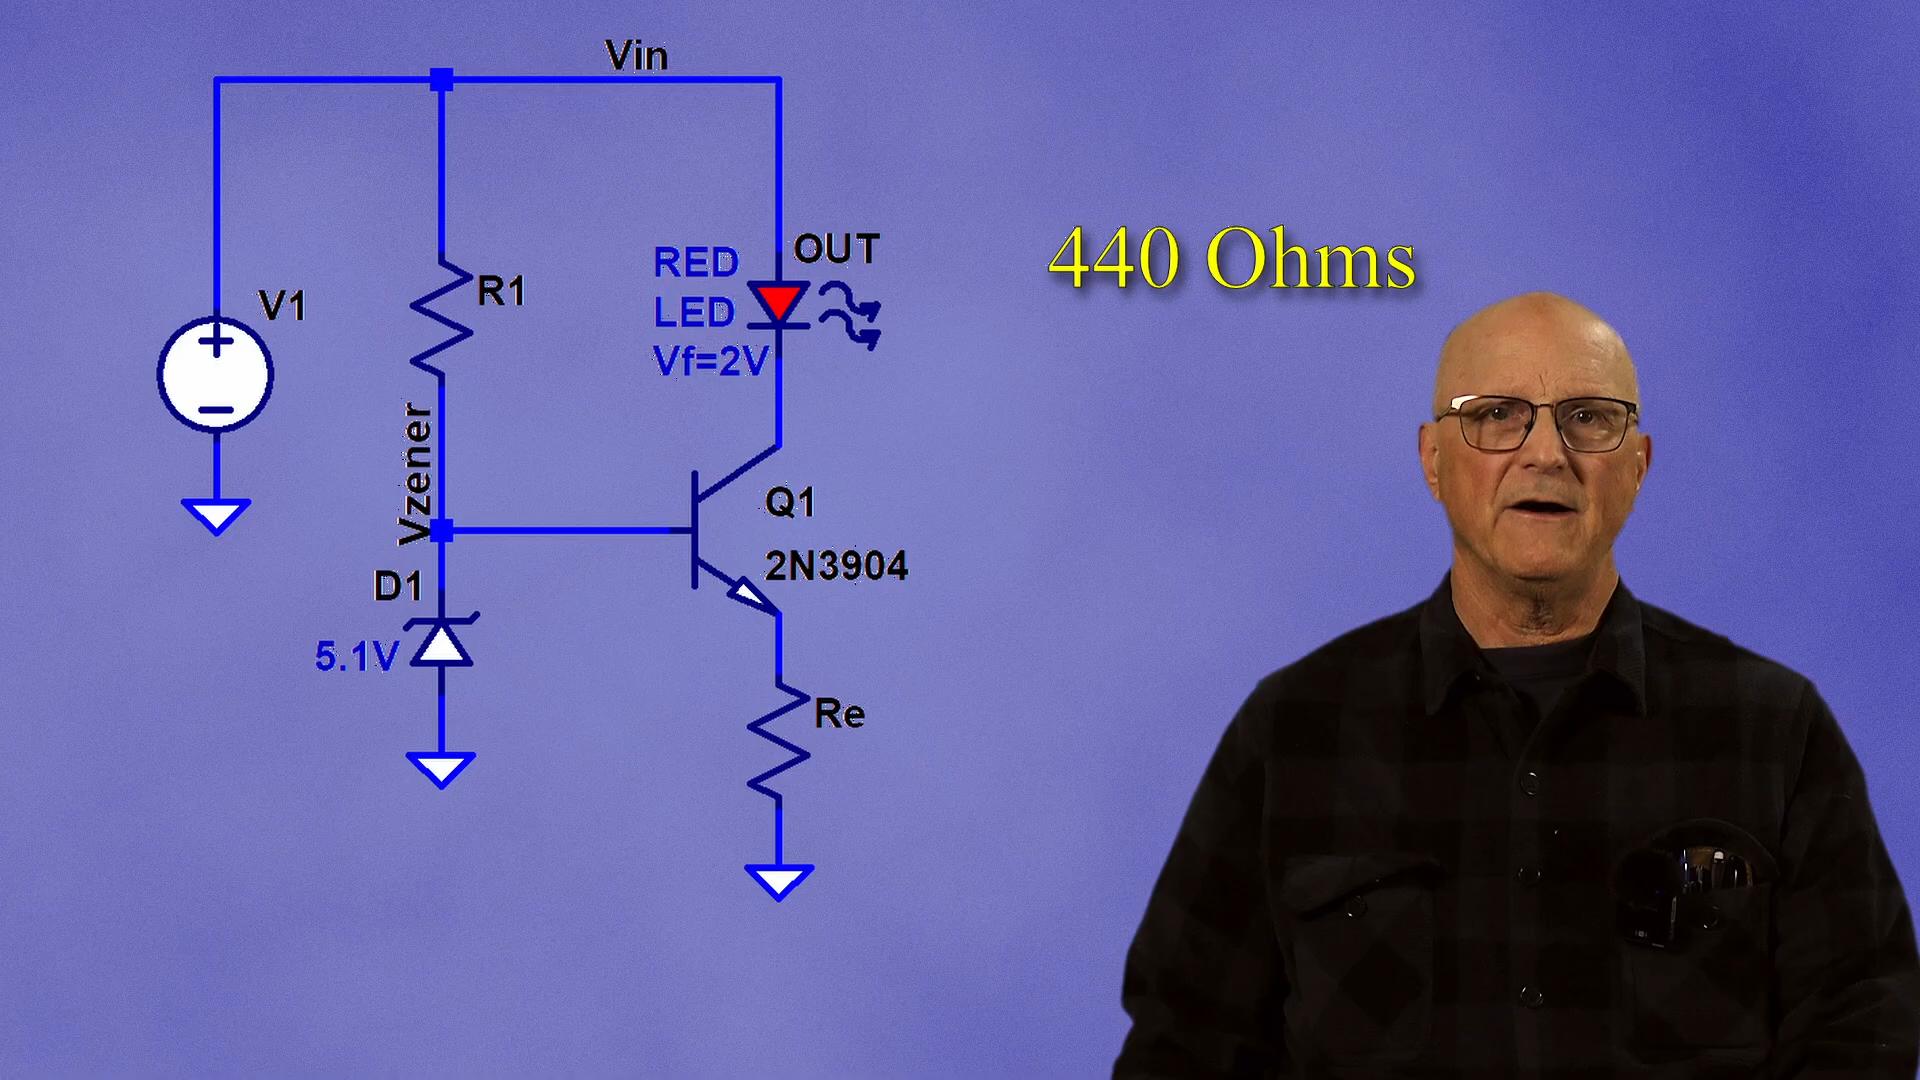 Vin
V1
R1
RED
LED
Vf=2V
OUT
440 Ohms
Vzener
Q1
2N3904
D1
5.1V
Re